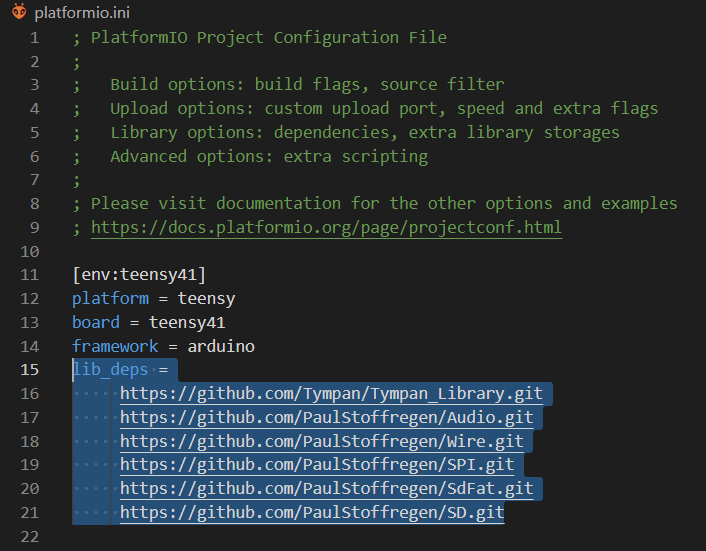 platformio.ini
1 ; PlatformIO Project Configuration File
2 ;
3 ;   Build options: build flags, source filter
4 ;   Upload options: custom upload port, speed and extra flags
5 ;   Library options: dependencies, extra library storages
6 ;   Advanced options: extra scripting
7 ;
8 ; Please visit documentation for the other options and examples
9 ; https://docs.platformio.org/page/projectconf.html
10
11 [env:teensy41]
12 platform = teensy
13 board = teensy41
14 framework = arduino
15 lib_deps =
16     https://github.com/Tympan/Tympan_Library.git
17     https://github.com/PaulStoffregen/Audio.git
18     https://github.com/PaulStoffregen/Wire.git
19     https://github.com/PaulStoffregen/SPI.git
20     https://github.com/PaulStoffregen/SdFat.git
21     https://github.com/PaulStoffregen/SD.git
22